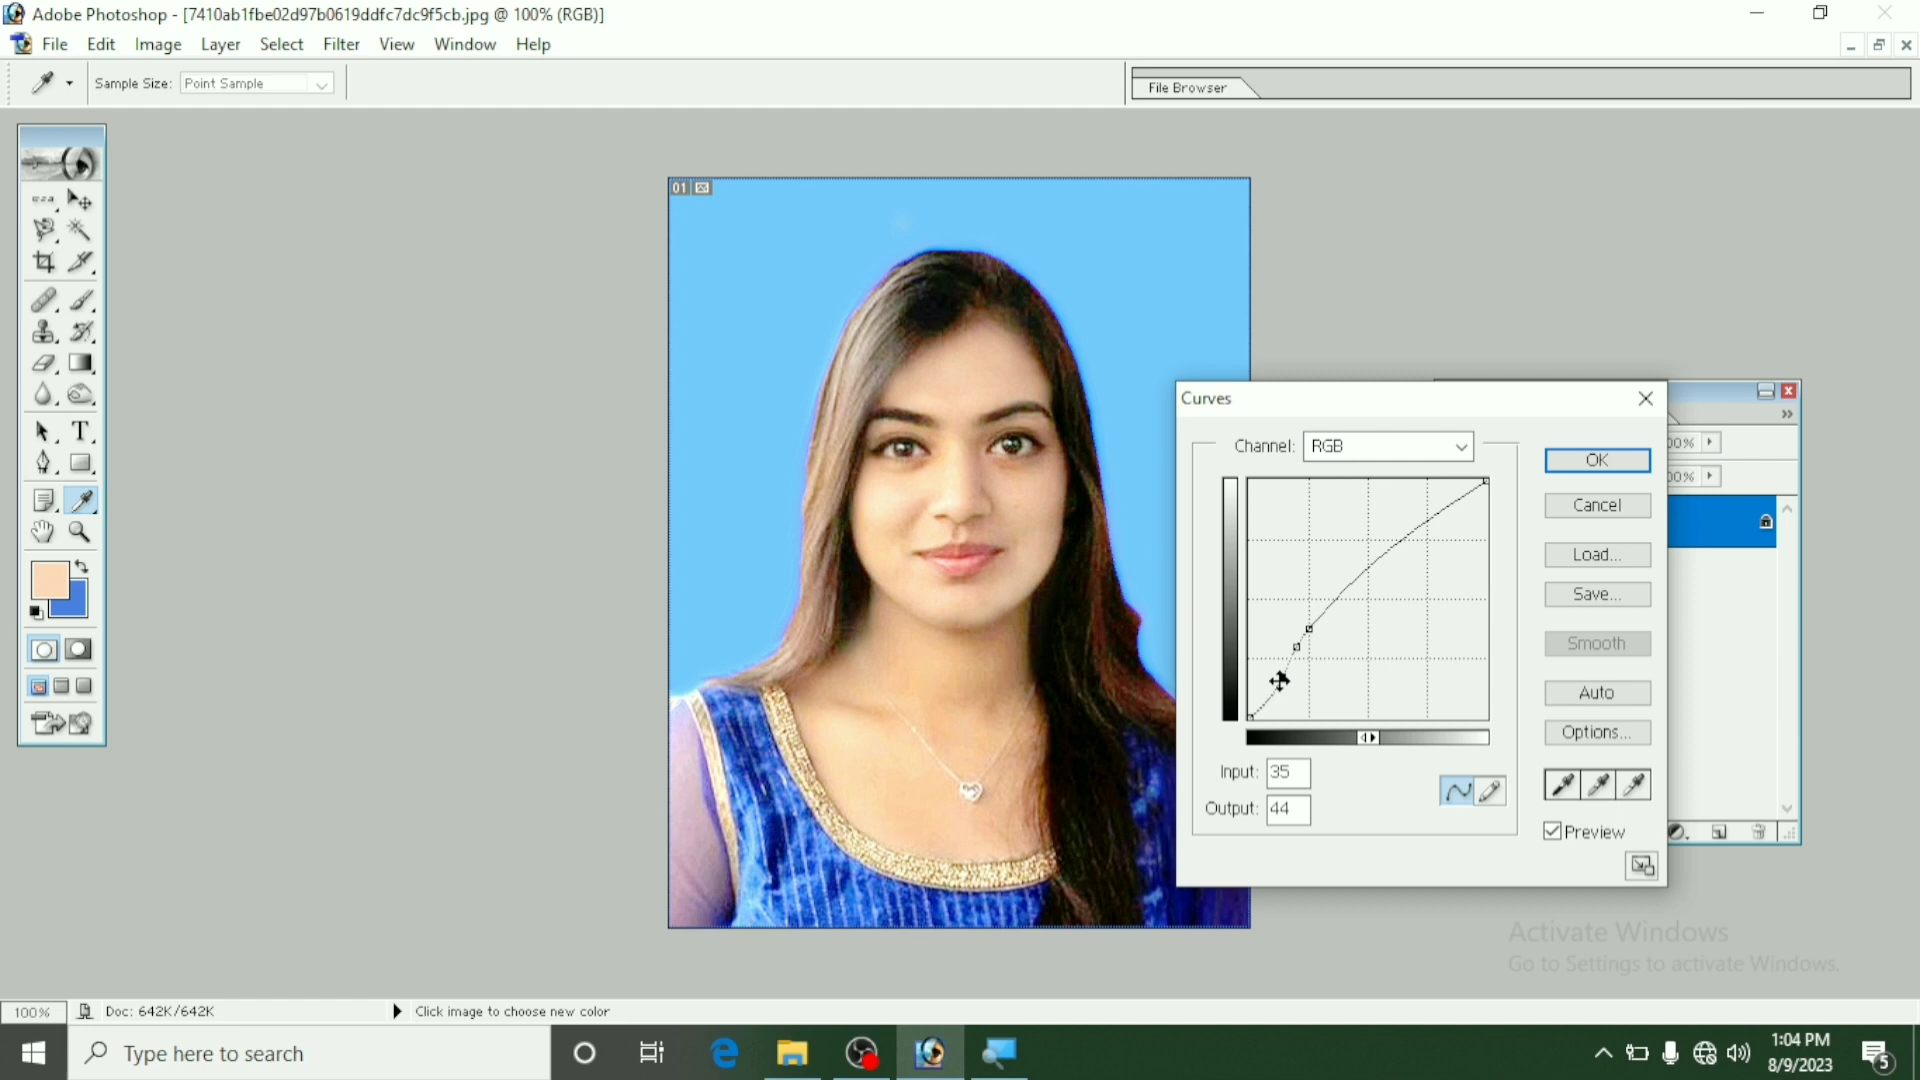 Adobe Photoshop - [7410ab1fbe02d97b0619ddfc7dc9f5cb.jpg @ 100% (RGB)]
File Edit Image Layer Select Filter View Window Help
Sample Size: Point Sample
File Browser
01
Curves
Channel: RGB
OK
00%
Cancel
00%
Load...
Save...
Smooth
Auto
Options...
Input: 35
Output: 44
Preview
T
Activate Windows
Go to Settings to activate Windows.
100% Doc: 642K/642K Click image to choose new color
Type here to search
1:04 PM
8/9/2023
5